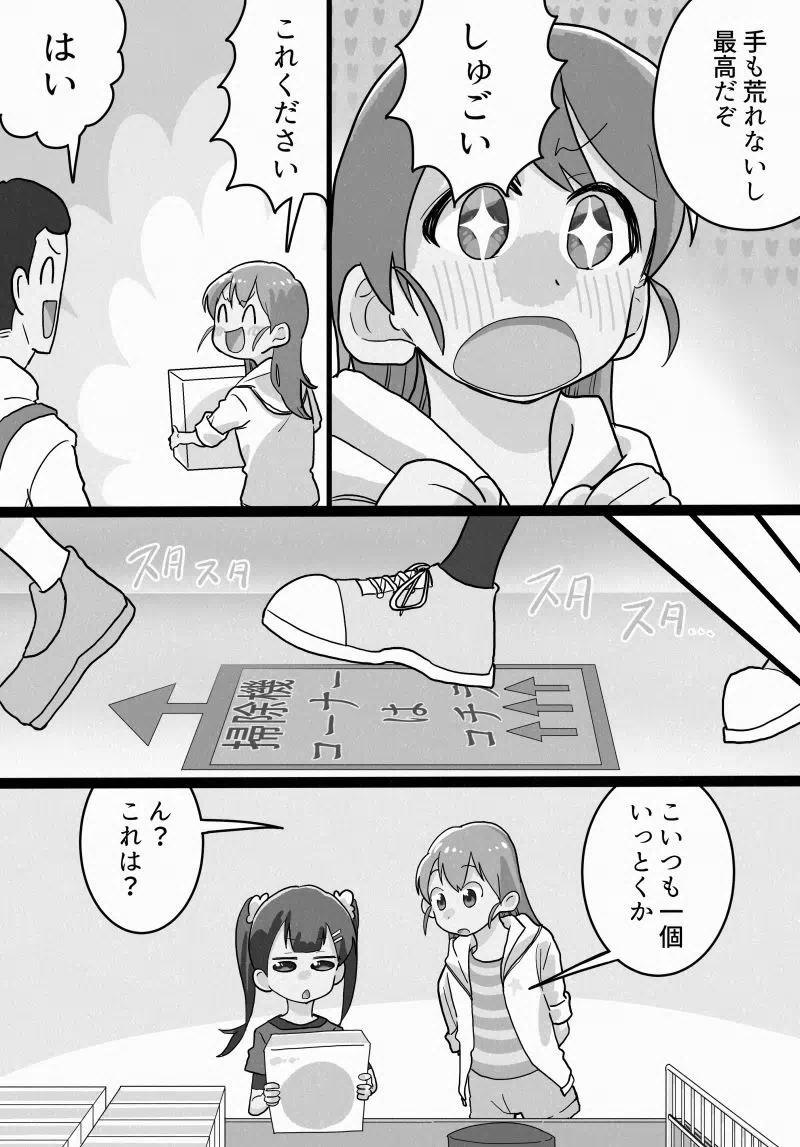 手も荒れないし
最高だぞ
しゅごい
これください
はい
スタ
スタ
スタ
スタ…
コチラ
は
コーナー
掃除機
こいつも一個
いっとくか
ん？
これは？